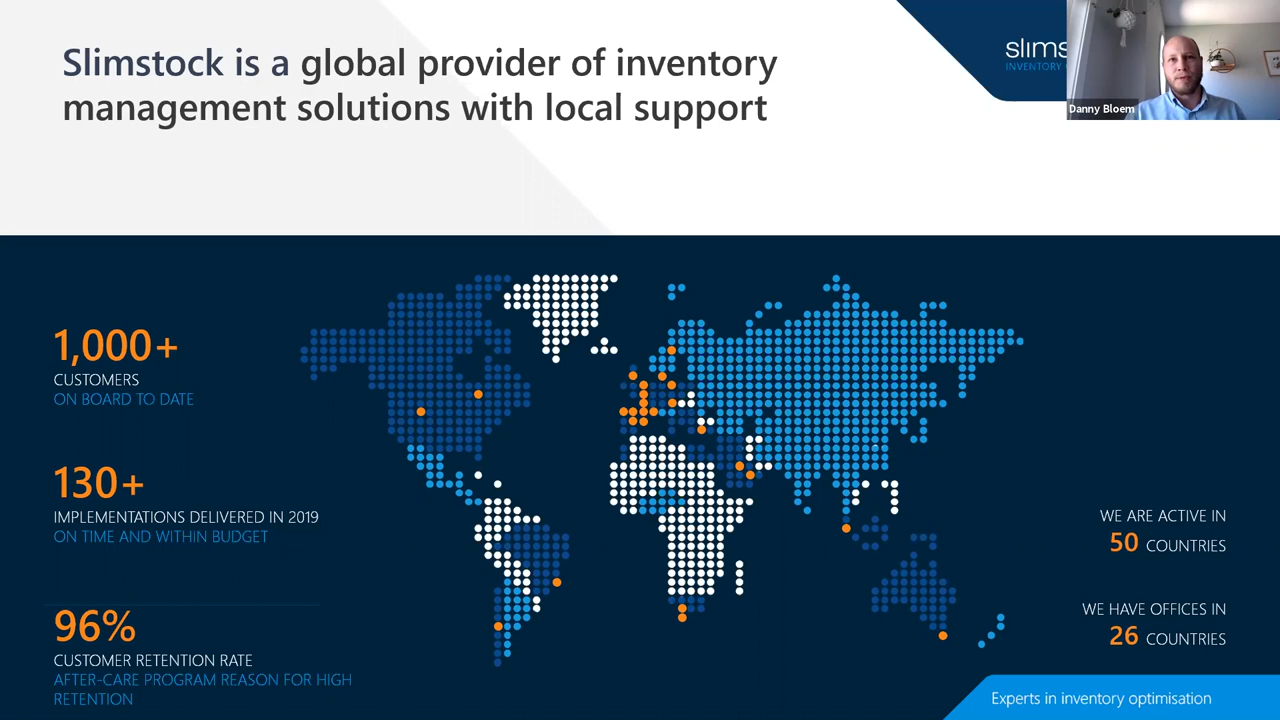 Slimstock is a global provider of inventory
management solutions with local support
slims
INVENTORY
Danny Bloem
1,000+
CUSTOMERS
ON BOARD TO DATE
130+
IMPLEMENTATIONS DELIVERED IN 2019
ON TIME AND WITHIN BUDGET
96%
CUSTOMER RETENTION RATE
AFTER-CARE PROGRAM REASON FOR HIGH
RETENTION
WE ARE ACTIVE IN
50 COUNTRIES
WE HAVE OFFICES IN
26 COUNTRIES
Experts in inventory optimisation